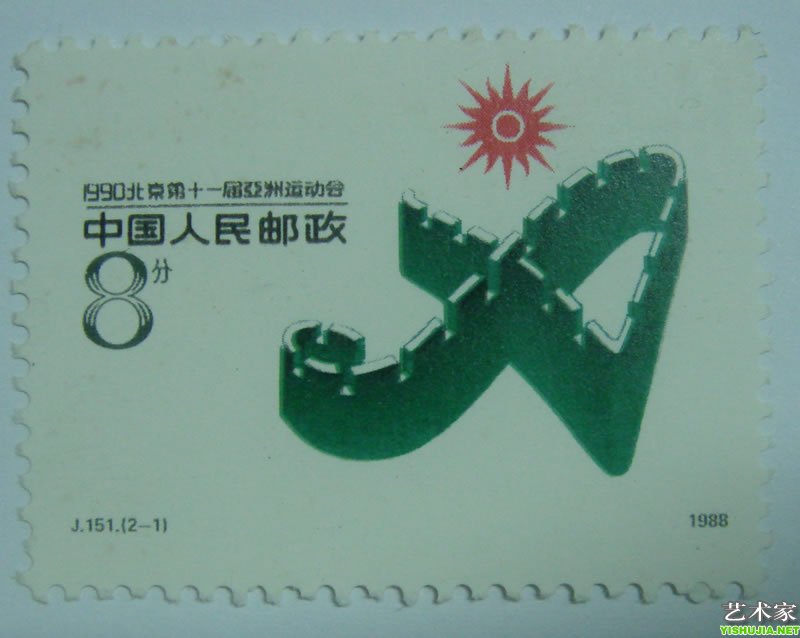 1990北京第十一届亞洲运动会
中国人民邮政
8分
J.151.(2-1)
1988
艺术家
YISHUJIA.NET